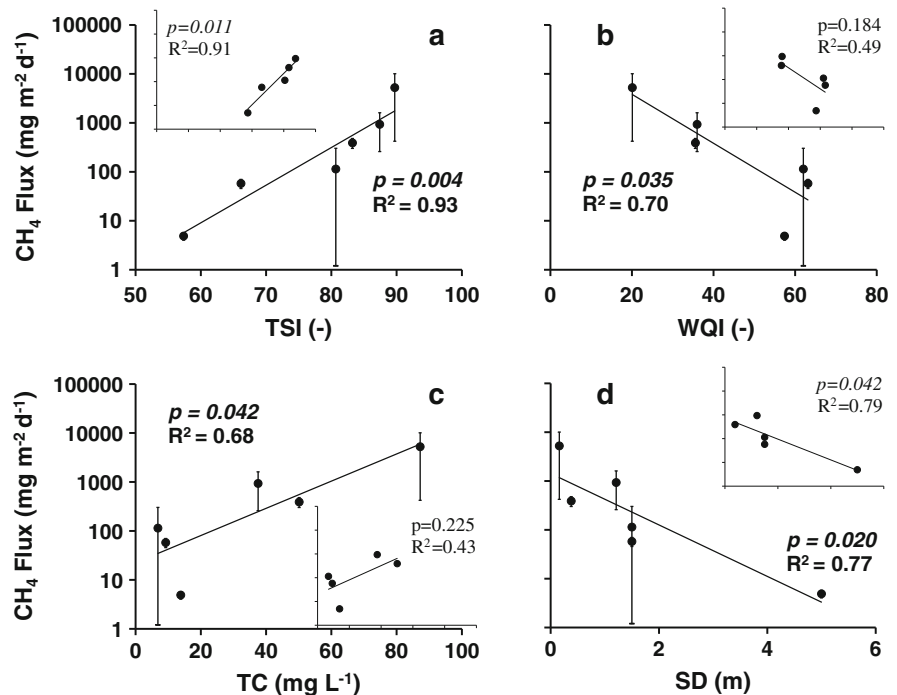 p=0.011
R²=0.91
a
p = 0.004
R² = 0.93
CH₄ Flux (mg m⁻² d⁻¹)
100000
10000
1000
100
10
1
50 60 70 80 90 100
TSI (-)
p=0.184
R²=0.49
b
p = 0.035
R² = 0.70
0 20 40 60 80
WQI (-)
c
p = 0.042
R² = 0.68
p=0.225
R²=0.43
CH₄ Flux (mg m⁻² d⁻¹)
100000
10000
1000
100
10
1
0 20 40 60 80 100
TC (mg L⁻¹)
d
p=0.042
R²=0.79
p = 0.020
R² = 0.77
0 2 4 6
SD (m)